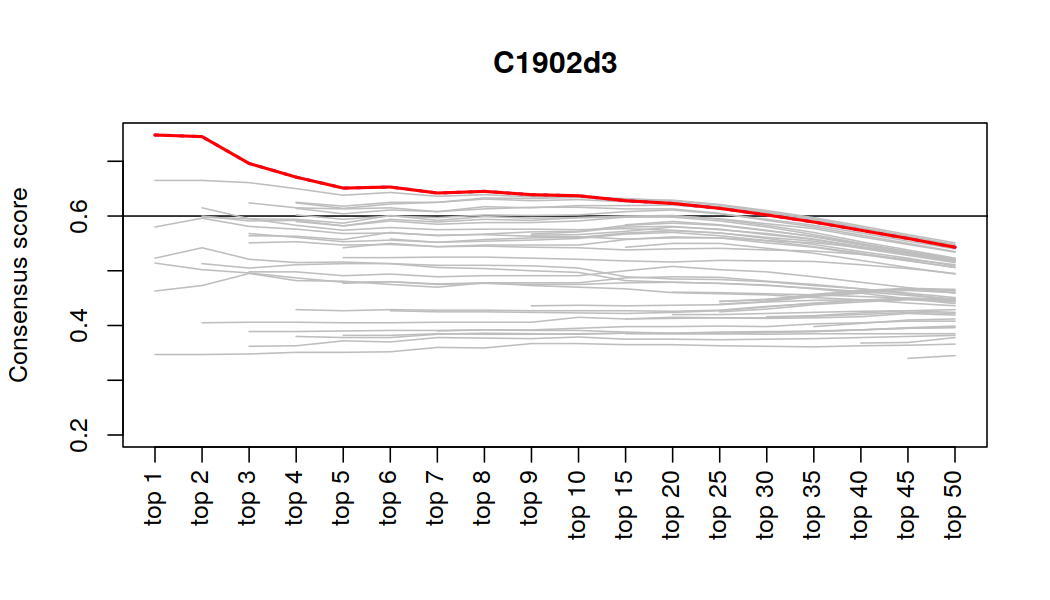 C1902d3
Consensus score
0.6
0.4
0.2
top 1
top 2
top 3
top 4
top 5
top 6
top 7
top 8
top 9
top 10
top 15
top 20
top 25
top 30
top 35
top 40
top 45
top 50